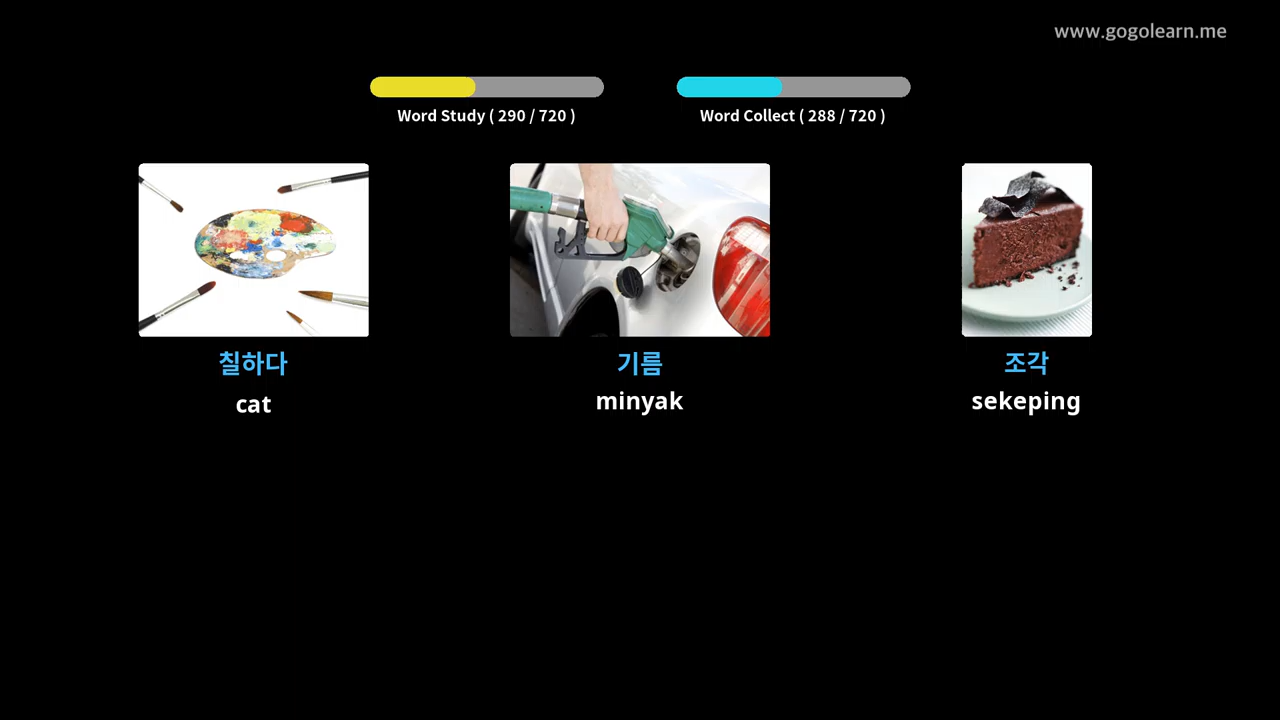 www.gogolearn.me
Word Study ( 290 / 720 )
Word Collect ( 288 / 720 )
칠하다
기름
조각
cat
minyak
sekeping